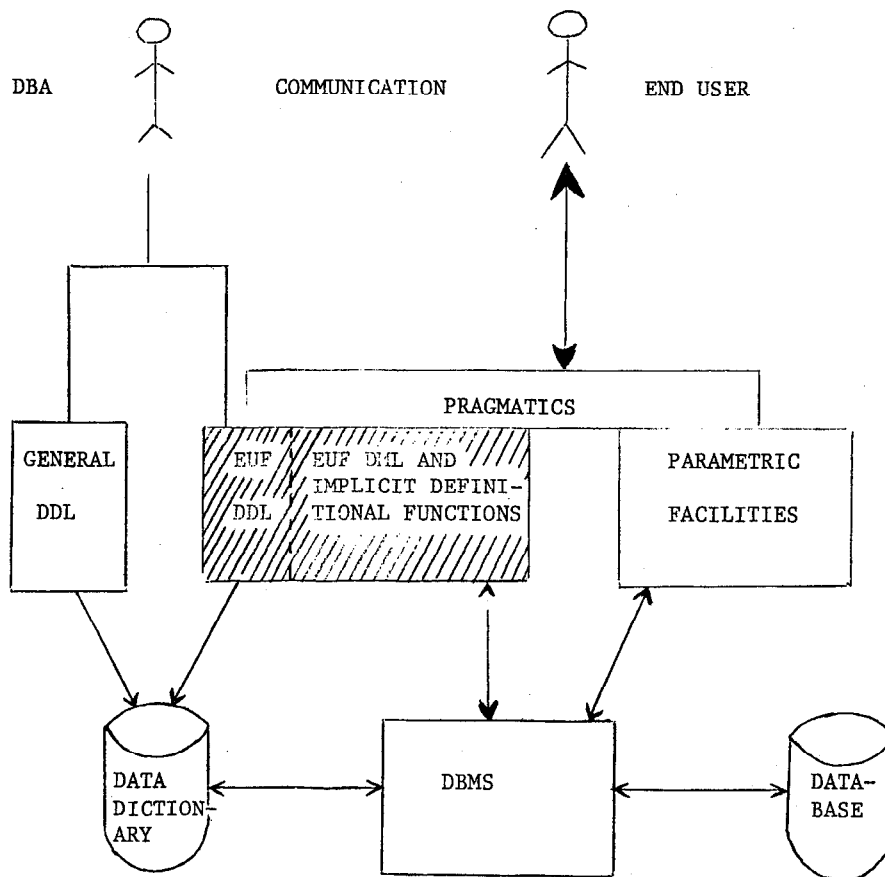 DBA
COMMUNICATION
END USER
PRAGMATICS
GENERAL
DDL
EUF
DDL
EUF DML AND
IMPLICIT DEFINI-
TIONAL FUNCTIONS
PARAMETRIC
FACILITIES
DATA
DICTION-
ARY
DBMS
DATA-
BASE